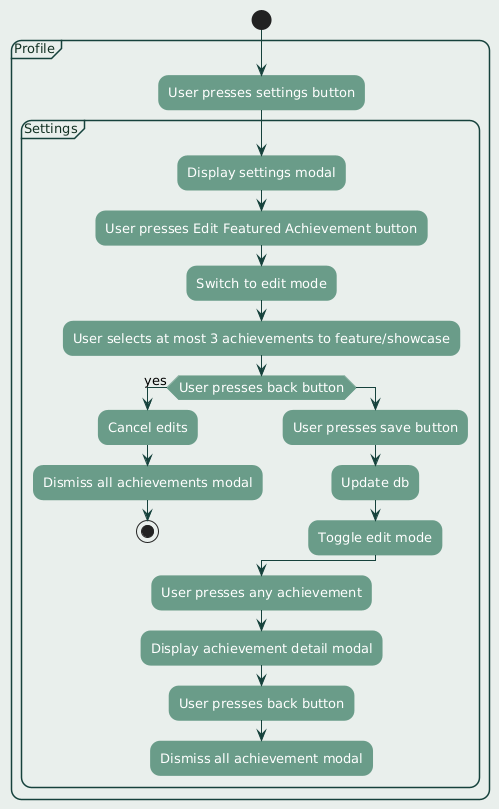 Profile
User presses settings button
Settings
Display settings modal
User presses Edit Featured Achievement button
Switch to edit mode
User selects at most 3 achievements to feature/showcase
yes
User presses back button
Cancel edits
User presses save button
Dismiss all achievements modal
Update db
Toggle edit mode
User presses any achievement
Display achievement detail modal
User presses back button
Dismiss all achievement modal